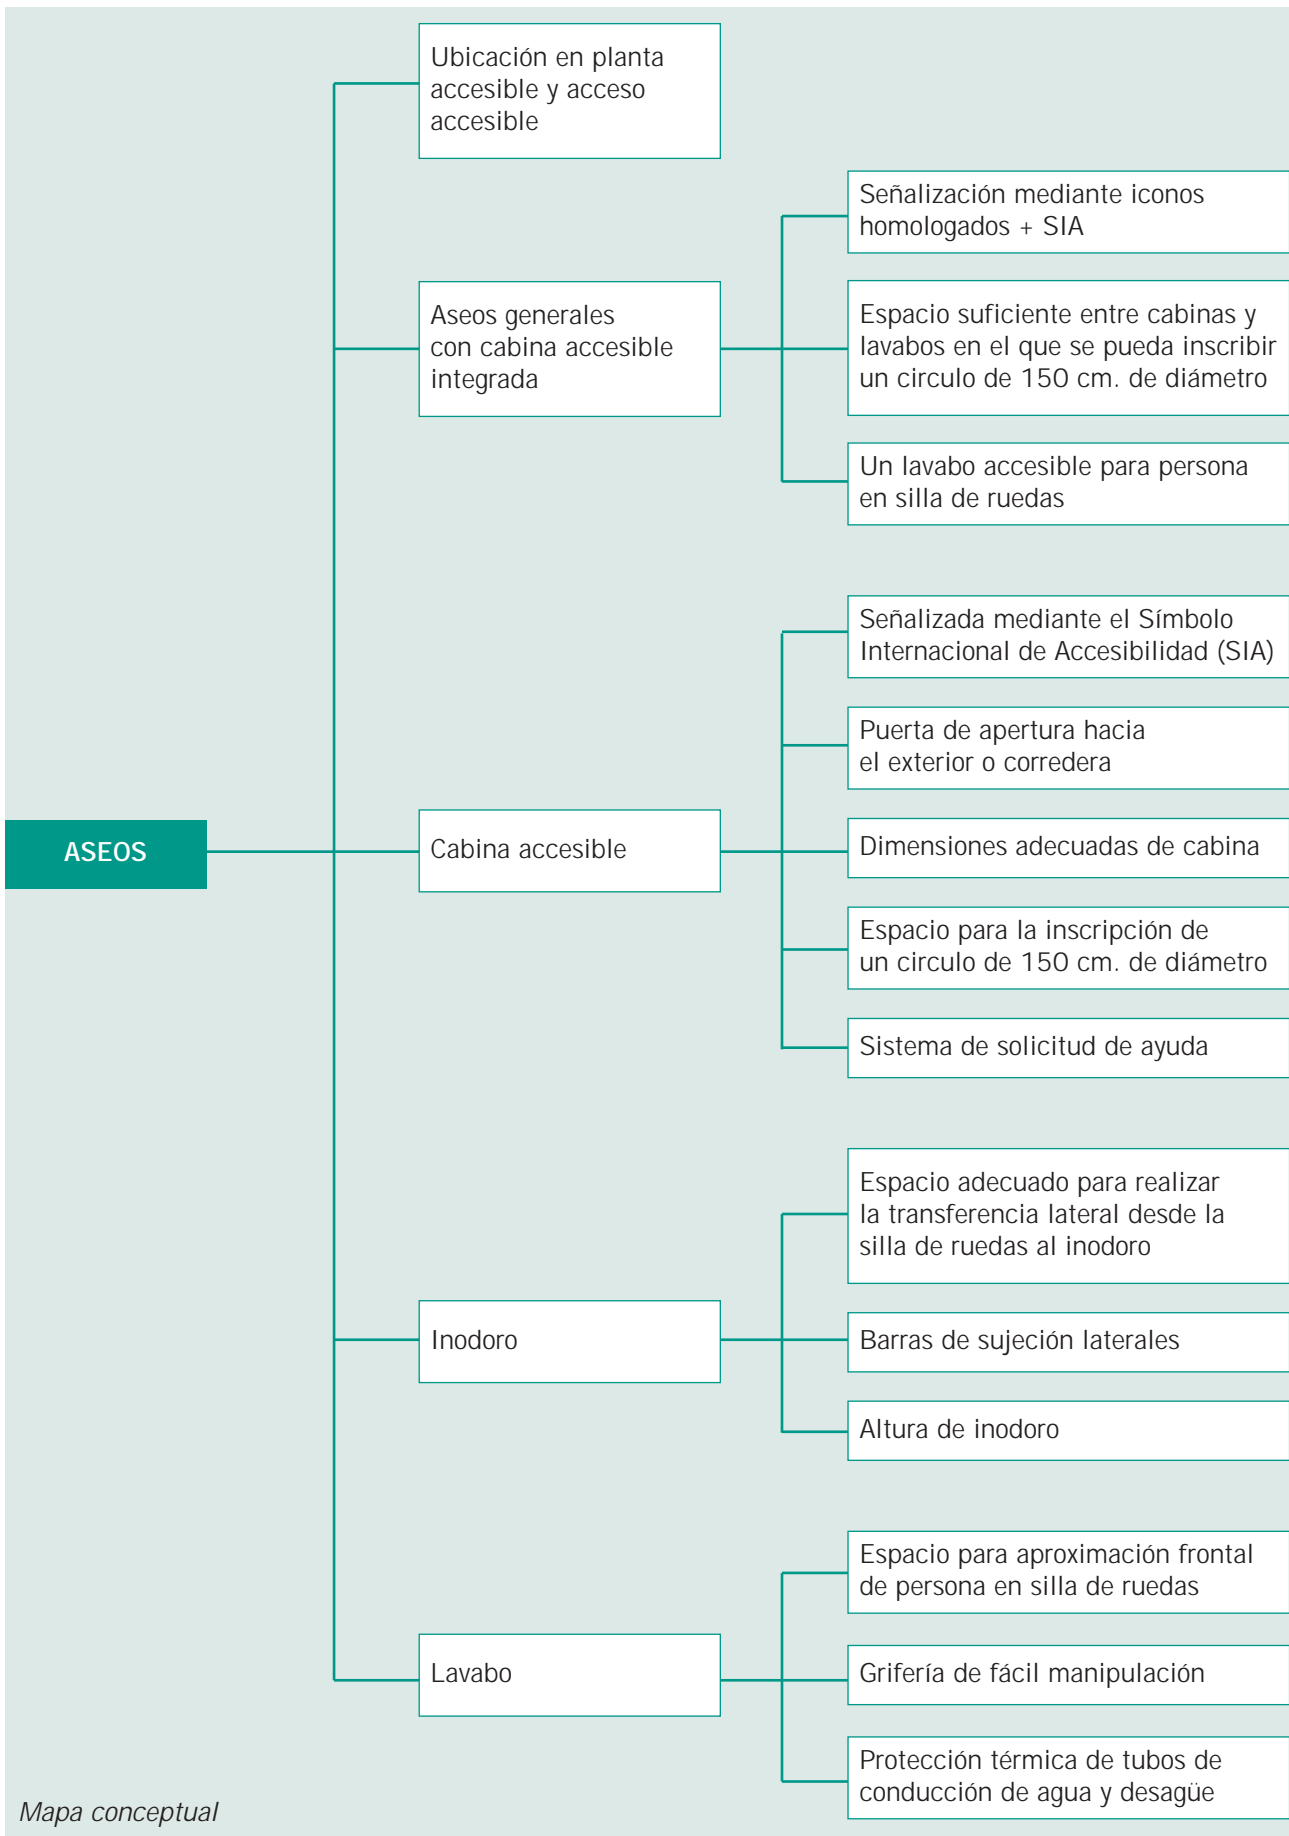 Ubicación en planta
accesible y acceso
accesible
Señalización mediante iconos
homologados + SIA
Aseos generales
con cabina accesible
integrada
Espacio suficiente entre cabinas y
lavabos en el que se pueda inscribir
un circulo de 150 cm. de diámetro
Un lavabo accesible para persona
en silla de ruedas
Señalizada mediante el Símbolo
Internacional de Accesibilidad (SIA)
Puerta de apertura hacia
el exterior o corredera
ASEOS
Cabina accesible
Dimensiones adecuadas de cabina
Espacio para la inscripción de
un circulo de 150 cm. de diámetro
Sistema de solicitud de ayuda
Espacio adecuado para realizar
la transferencia lateral desde la
silla de ruedas al inodoro
Inodoro
Barras de sujeción laterales
Altura de inodoro
Espacio para aproximación frontal
de persona en silla de ruedas
Lavabo
Grifería de fácil manipulación
Protección térmica de tubos de
conducción de agua y desagüe
Mapa conceptual